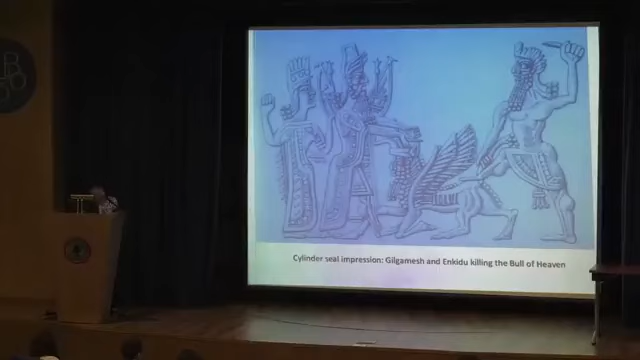 Cylinder seal impression: Gilgamesh and Enkidu killing the Bull of Heaven